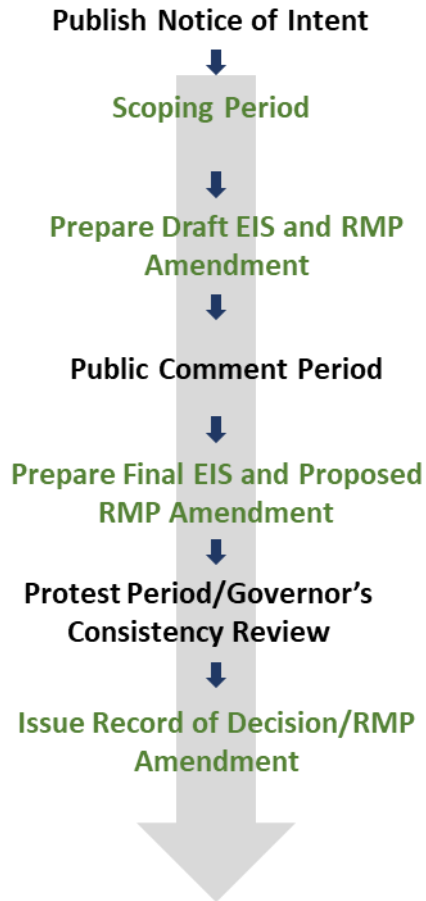 Publish Notice of Intent
Scoping Period
Prepare Draft EIS and RMP
Amendment
Public Comment Period
Prepare Final EIS and Proposed
RMP Amendment
Protest Period/Governor’s
Consistency Review
Issue Record of Decision/RMP
Amendment